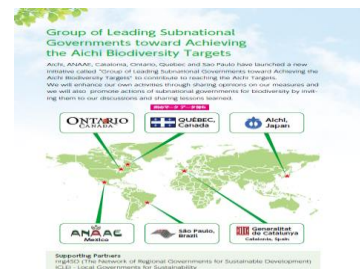 Group of Leading Subnational
Governments toward Achieving
the Aichi Biodiversity Targets
Aichi, ANAAE, Catalonia, Ontario, Quebec and Sao Paulo have launched a new
initiative called "Group of Leading Subnational Governments toward Achieving the
Aichi Biodiversity Targets" to contribute to reaching the Aichi Targets.
We will enhance our own activities through sharing opinions on our measures and
we will also promote actions of subnational governments for biodiversity by invit-
ing them to our discussions and sharing lessons learned.
ONTARIO
CANADA
QUÉBEC,
Canada
Aichi,
Japan
ANAAE
Mexico
São Paulo,
Brazil
Generalitat
de Catalunya
Catalonia, Spain
Supporting Partners
nrg4SD (The Network of Regional Governments for Sustainable Development)
ICLEI - Local Governments for Sustainability